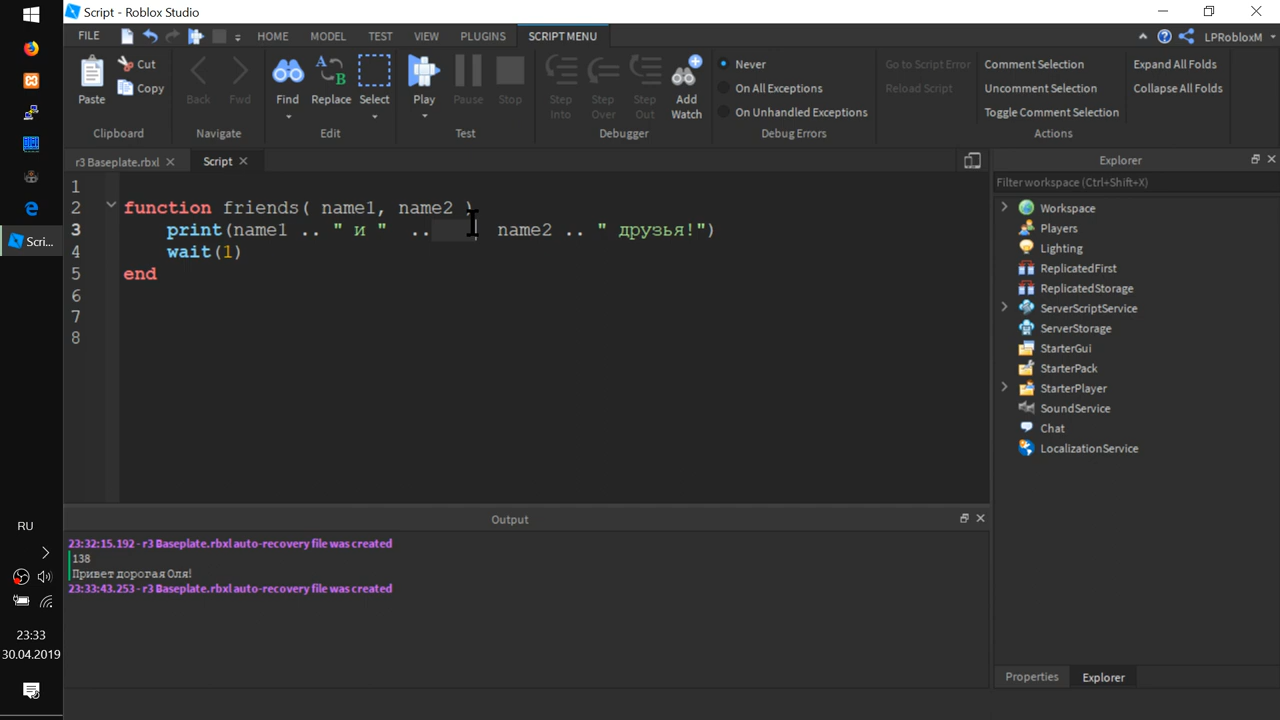 Script - Roblox Studio
FILE HOME MODEL TEST VIEW PLUGINS SCRIPT MENU LPRobloxM
Paste Cut Copy Back Fwd Find Replace Select Play Pause Stop Step Into Step Over Step Out Add Watch
Never
On All Exceptions
On Unhandled Exceptions
Go to Script Error
Reload Script
Comment Selection
Uncomment Selection
Toggle Comment Selection
Expand All Folds
Collapse All Folds
Clipboard Navigate Edit Test Debugger Debug Errors Actions
r3 Baseplate.rbxl Script
1
2 function friends( name1, name2 )
3 print(name1 .. " и " .. name2 .. " друзья!")
4 wait(1)
5 end
6
7
8
Explorer
Filter workspace (Ctrl+Shift+X)
Workspace
Players
Lighting
ReplicatedFirst
ReplicatedStorage
ServerScriptService
ServerStorage
StarterGui
StarterPack
StarterPlayer
SoundService
Chat
LocalizationService
Properties Explorer
Output
23:32:15.192 - r3 Baseplate.rbxl auto-recovery file was created
138
Привет дорогая Оля!
23:33:43.253 - r3 Baseplate.rbxl auto-recovery file was created
Scri...
RU
23:33
30.04.2019